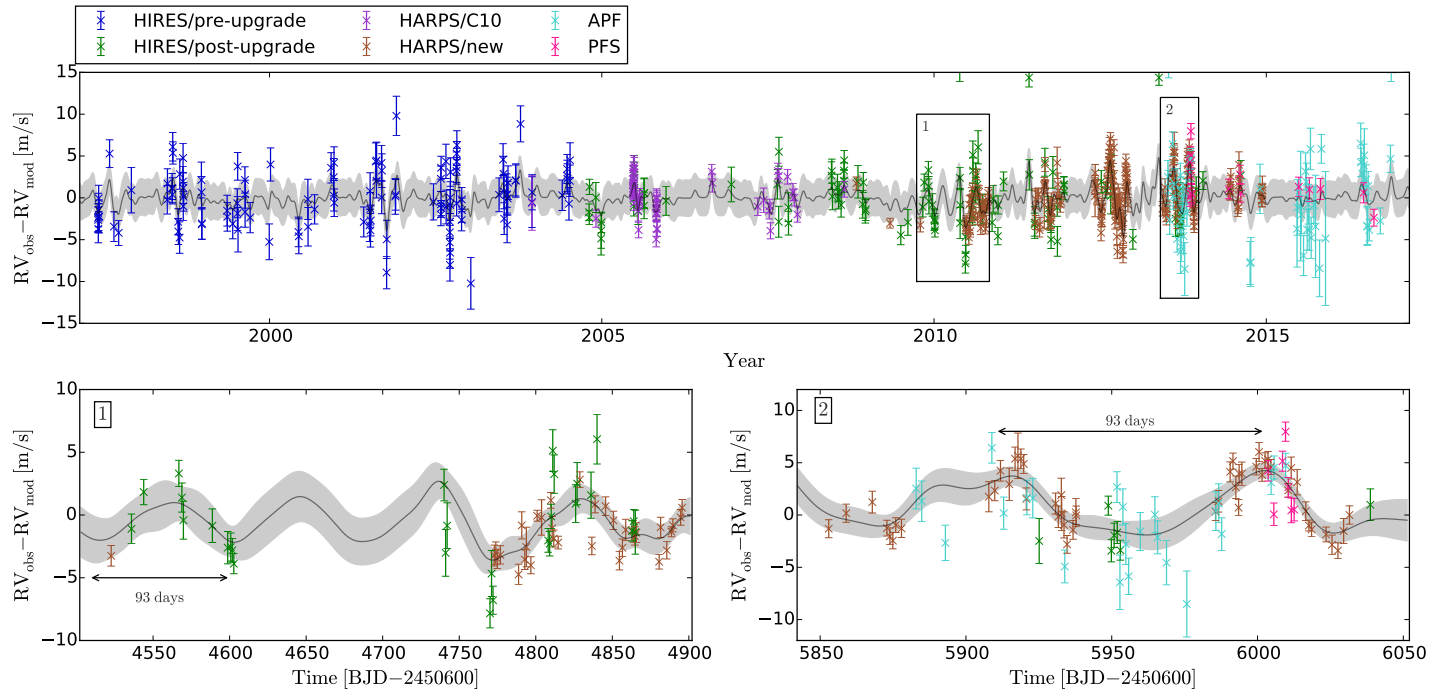 HIRES/pre-upgrade HARPS/C10 APF
HIRES/post-upgrade HARPS/new PFS
15
10
5
0
−5
−10
−15
RVobs−RVmod [m/s]
1
2
2000 2005 2010 2015
Year
10
5
0
−5
−10
RVobs−RVmod [m/s]
1
93 days
4550 4600 4650 4700 4750 4800 4850 4900
Time [BJD−2450600]
10
5
0
−5
−10
RVobs−RVmod [m/s]
2
93 days
5850 5900 5950 6000 6050
Time [BJD−2450600]